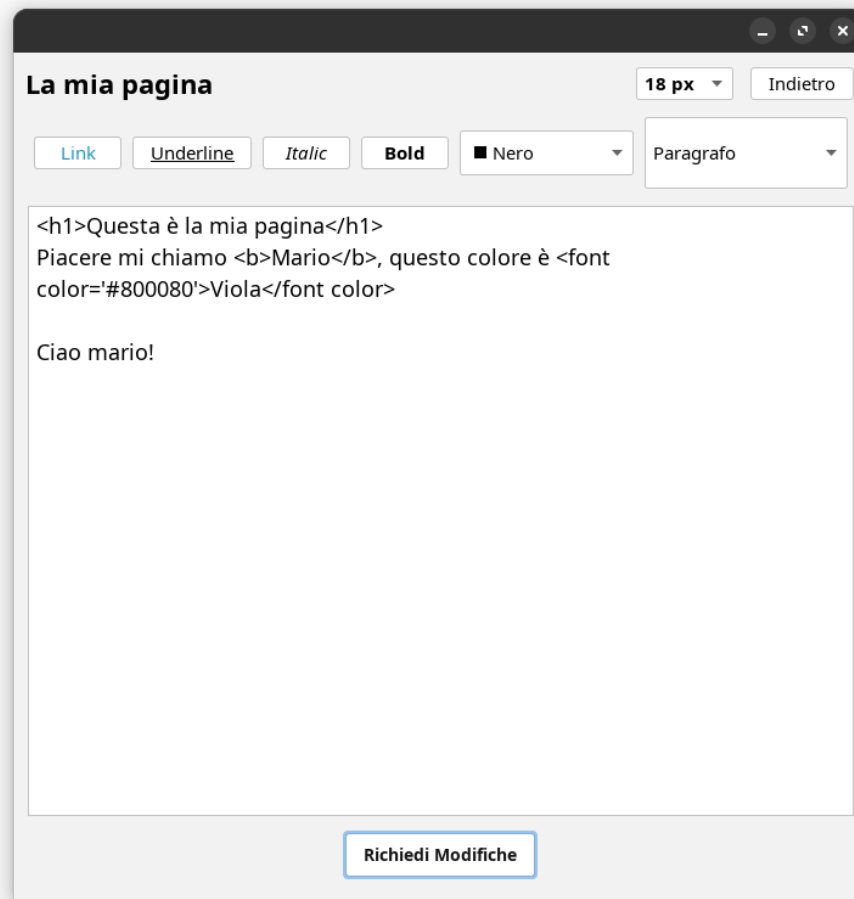 La mia pagina
18 px
Indietro
Link
Underline
Italic
Bold
Nero
Paragrafo
<h1>Questa è la mia pagina</h1>
Piacere mi chiamo <b>Mario</b>, questo colore è <font
color='#800080'>Viola</font color>
Ciao mario!
Richiedi Modifiche